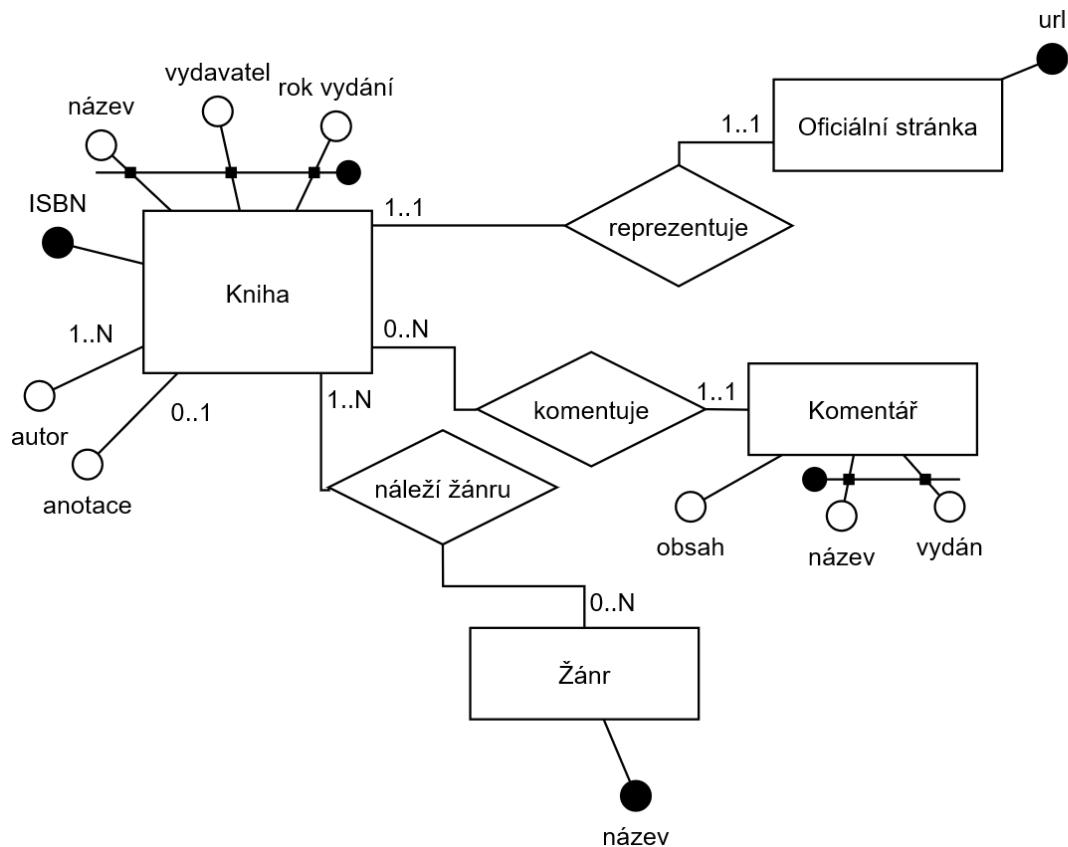 url
vydavatel
rok vydání
název
1..1
Oficiální stránka
ISBN
1..1
reprezentuje
Kniha
0..N
1..N
1..1
komentuje
Komentář
0..1
1..N
autor
náleží žánru
anotace
obsah
název
vydán
0..N
Žánr
název